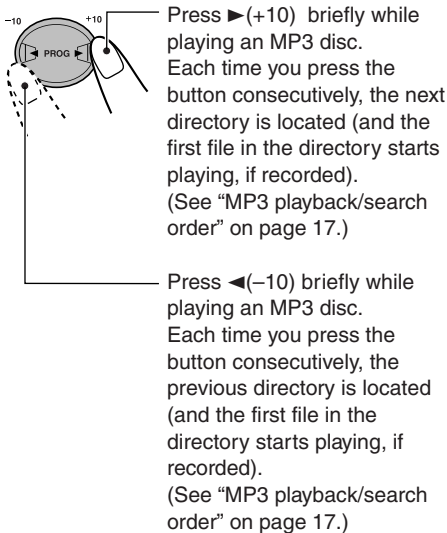 –10
+10
◄ PROG ►
Press ►(+10) briefly while
playing an MP3 disc.
Each time you press the
button consecutively, the next
directory is located (and the
first file in the directory starts
playing, if recorded).
(See “MP3 playback/search
order” on page 17.)
Press ◄(–10) briefly while
playing an MP3 disc.
Each time you press the
button consecutively, the
previous directory is located
(and the first file in the
directory starts playing, if
recorded).
(See “MP3 playback/search
order” on page 17.)